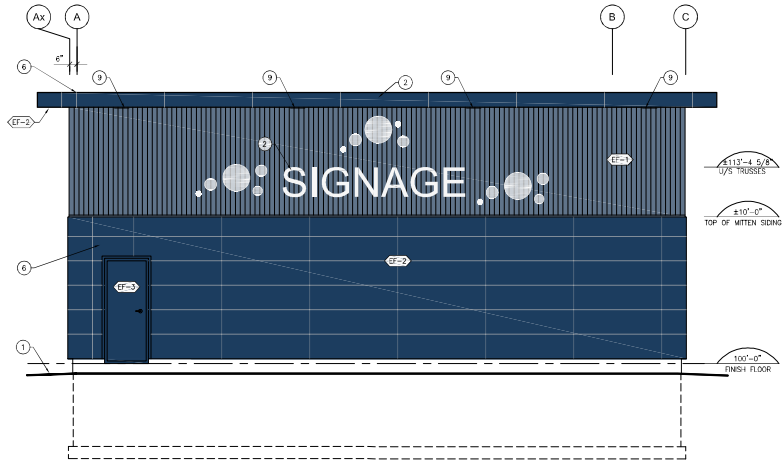 Ax A B C
6"
6 9 9 2 9 9
EF-2
EF-1
2
SIGNAGE
±113'-4 5/8"
U/S TRUSSES
±10'-0"
TOP OF MITTEN SIDING
6
EF-2
EF-3
1
100'-0"
FINISH FLOOR